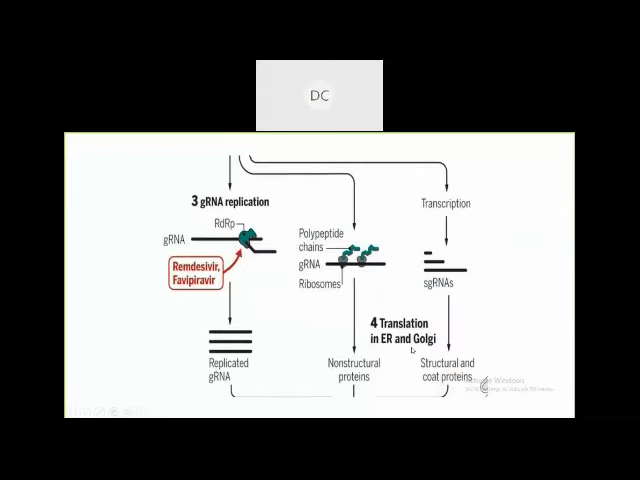 DC
3 gRNA replication
RdRp
gRNA
Remdesivir,
Favipiravir
Replicated
gRNA
Polypeptide
chains
gRNA
Ribosomes
4 Translation
in ER and Golgi
Nonstructural
proteins
Transcription
sgRNAs
Structural and
coat proteins
Activate Windows